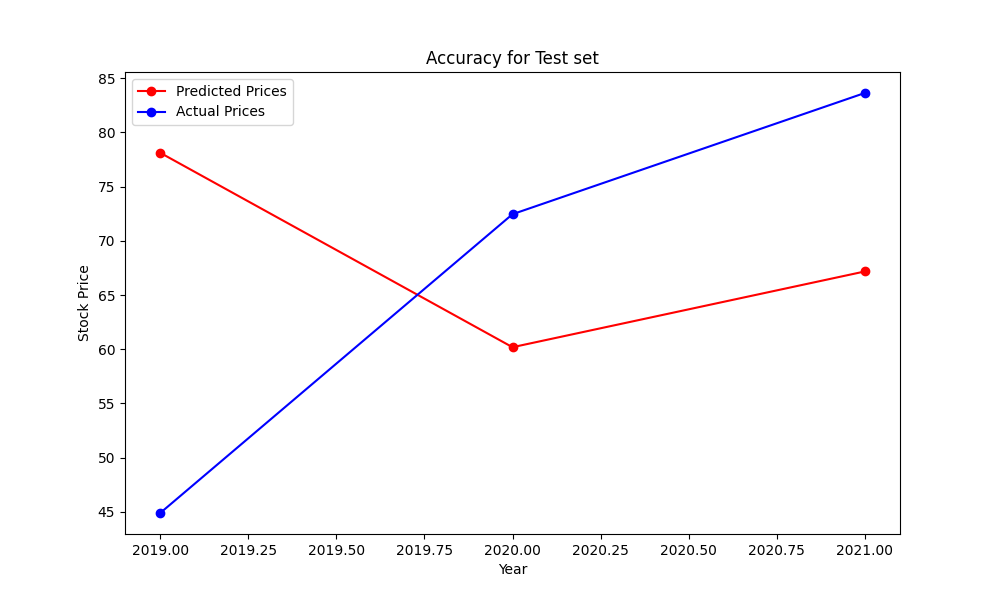 Accuracy for Test set
Predicted Prices
Actual Prices
Stock Price
85
80
75
70
65
60
55
50
45
2019.00 2019.25 2019.50 2019.75 2020.00 2020.25 2020.50 2020.75 2021.00
Year